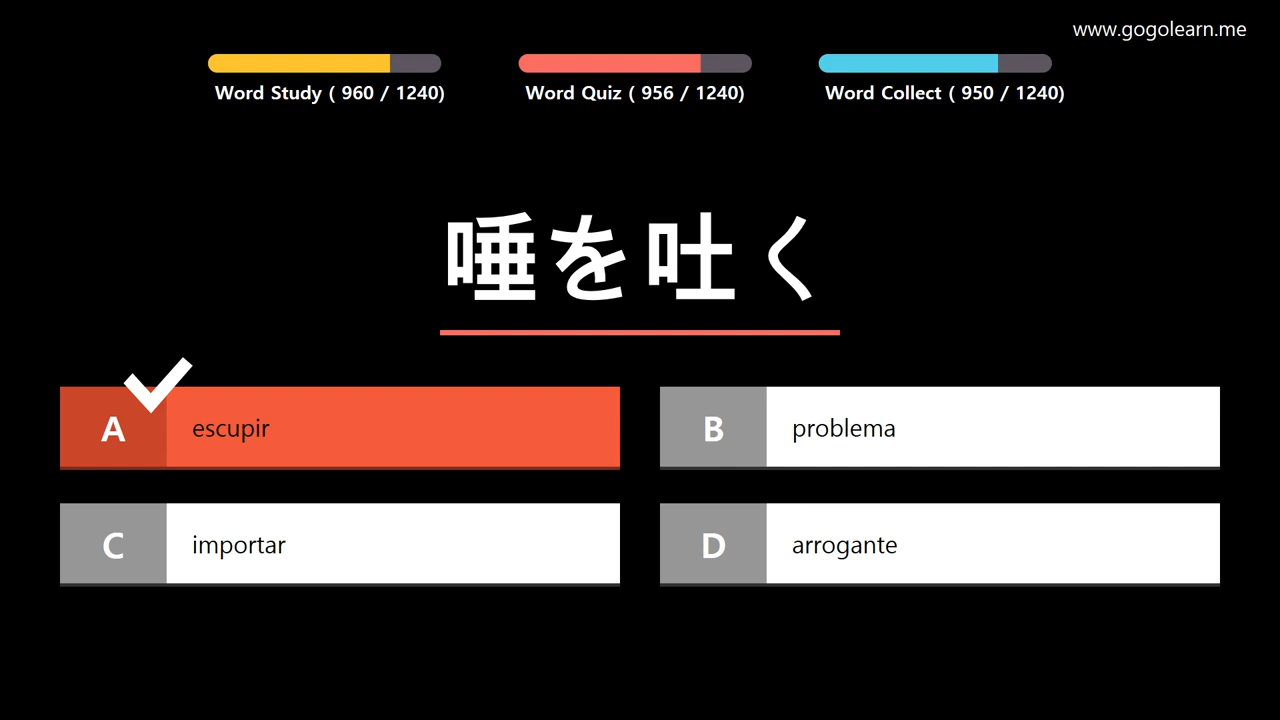 www.gogolearn.me
Word Study ( 960 / 1240)
Word Quiz ( 956 / 1240)
Word Collect ( 950 / 1240)
唾を吐く
A escupir
B problema
C importar
D arrogante